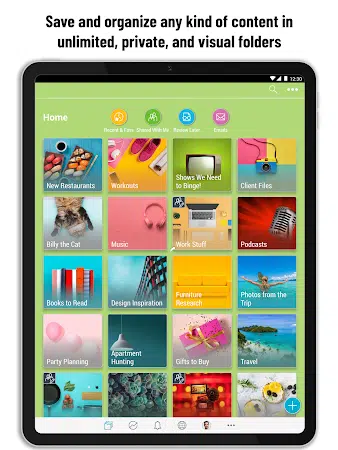 Save and organize any kind of content in
unlimited, private, and visual folders
12:30
Home
Recent & Favs
Shared With Me
Review Later
Emails
New Restaurants
Workouts
Shows We Need
to Binge!
Client Files
Billy the Cat
Music
Work Stuff
Podcasts
Books to Read
Design Inspiration
Furniture
Research
Photos from the
Trip
Party Planning
Apartment
Hunting
Gifts to Buy
Travel